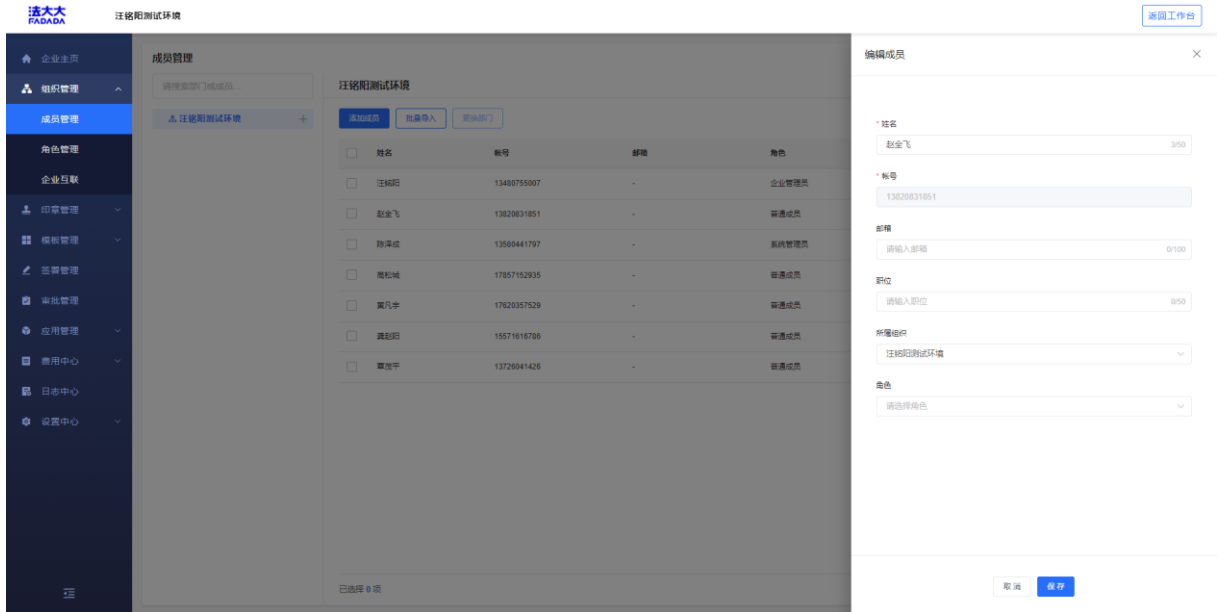 法大大
FADADA
汪铭阳测试环境
返回工作台
企业主页
组织管理
成员管理
角色管理
企业互联
印章管理
模板管理
签署管理
审批管理
应用管理
费用中心
日志中心
设置中心
成员管理
请搜索部门或成员
汪铭阳测试环境
汪铭阳测试环境
添加成员 批量导入 更换部门
姓名 帐号 邮箱 角色
汪铭阳 13480755007 - 企业管理员
赵全飞 13820831851 - 普通成员
陈泽成 13580441797 - 系统管理员
周松城 17857152935 - 普通成员
黄凡宇 17620357529 - 普通成员
龚赵阳 15571616786 - 普通成员
覃茂平 13726041426 - 普通成员
已选择 0 项
编辑成员
* 姓名
赵全飞 3/50
* 帐号
13820831851
邮箱
请输入邮箱 0/100
职位
请输入职位 0/50
所属组织
汪铭阳测试环境
角色
请选择角色
取消 保存